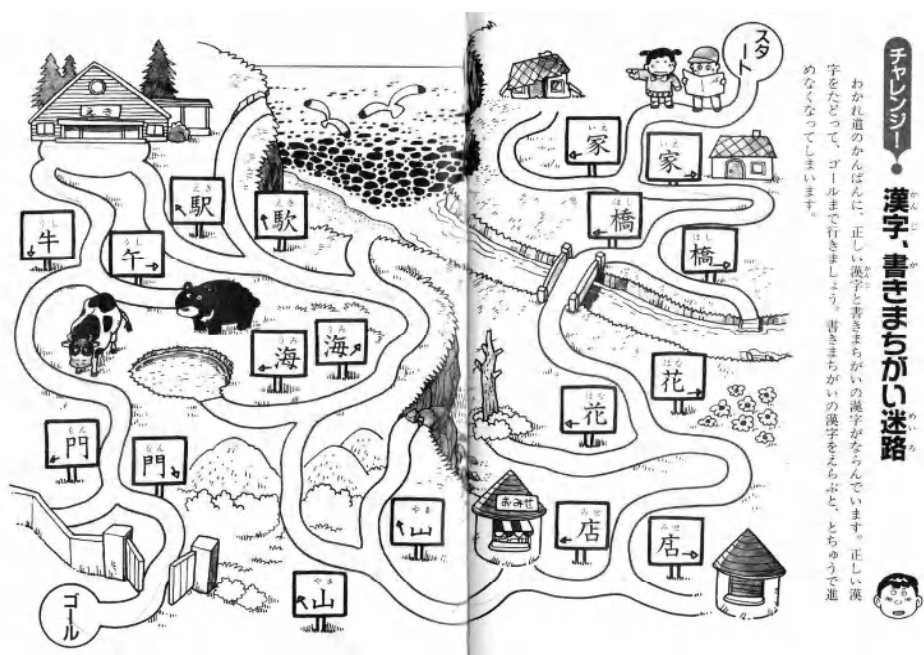 チャレンジー
漢字、書きまちがい迷路
わかれ道のかんばんに、正しい漢字と書きまちがいの漢字がならんでいます。正しい漢
字をたどって、ゴールまで行きましょう。書きまちがいの漢字をえらぶと、とちゅうで進
めなくなってしまいます。
スタート
家
家
橋
橋
花
花
おみせ
店
店
山
山
海
海
えき
駅
牛
午
門
門
ゴール